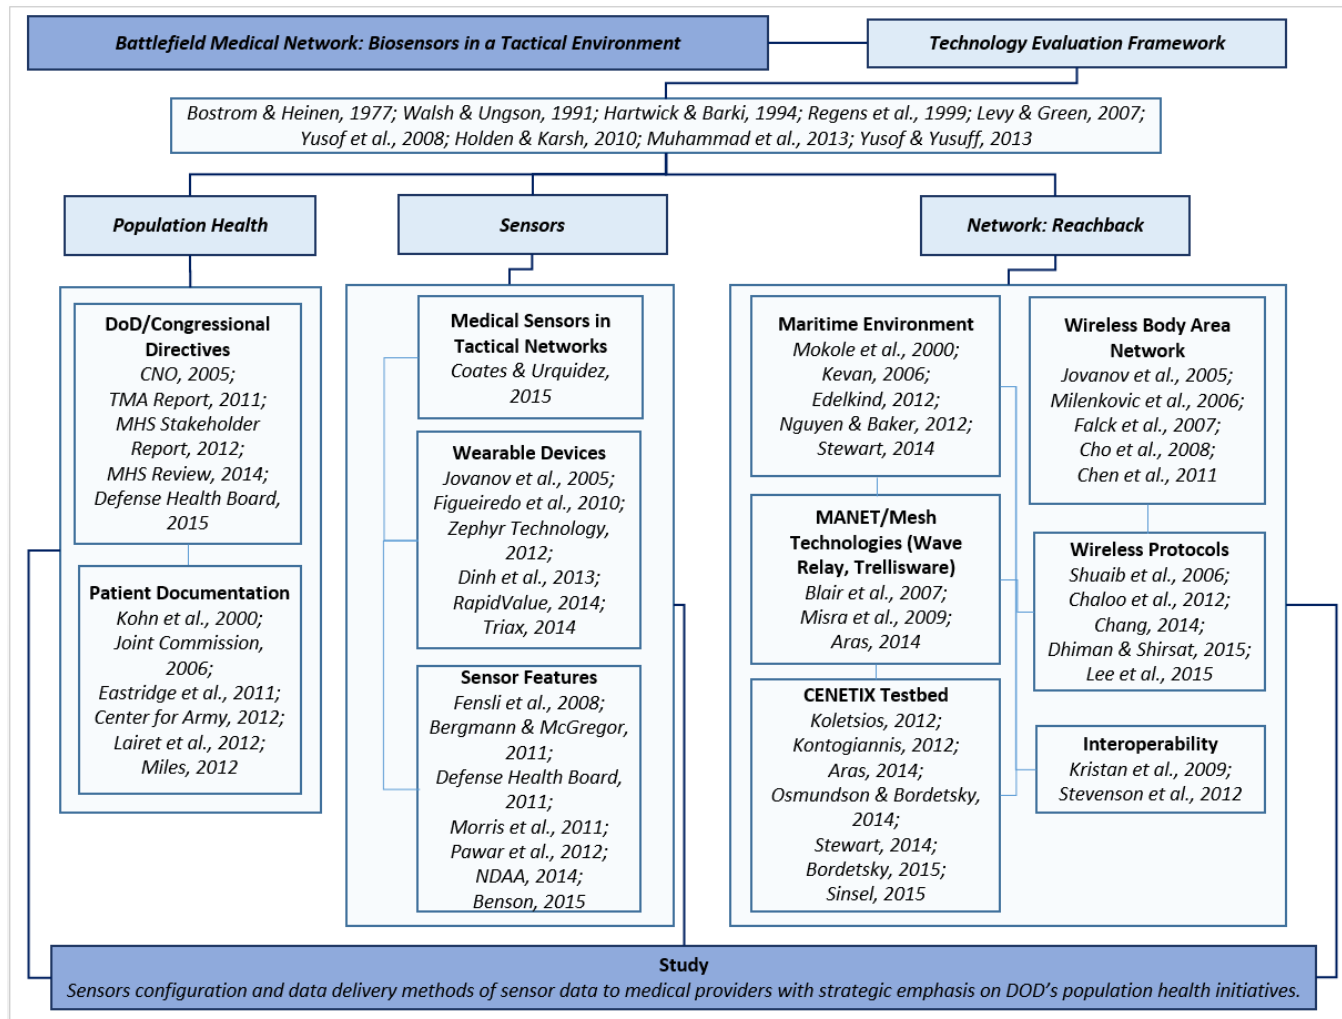 Battlefield Medical Network: Biosensors in a Tactical Environment
Technology Evaluation Framework
Bostrom & Heinen, 1977; Walsh & Ungson, 1991; Hartwick & Barki, 1994; Regens et al., 1999; Levy & Green, 2007;
Yusof et al., 2008; Holden & Karsh, 2010; Muhammad et al., 2013; Yusof & Yusuff, 2013
Population Health
Sensors
Network: Reachback
DoD/Congressional
Directives
CNO, 2005;
TMA Report, 2011;
MHS Stakeholder
Report, 2012;
MHS Review, 2014;
Defense Health Board,
2015
Patient Documentation
Kohn et al., 2000;
Joint Commission,
2006;
Eastridge et al., 2011;
Center for Army, 2012;
Lairet et al., 2012;
Miles, 2012
Medical Sensors in
Tactical Networks
Coates & Urquidez,
2015
Wearable Devices
Jovanov et al., 2005;
Figueiredo et al., 2010;
Zephyr Technology,
2012;
Dinh et al., 2013;
RapidValue, 2014;
Triax, 2014
Sensor Features
Fensli et al., 2008;
Bergmann & McGregor,
2011;
Defense Health Board,
2011;
Morris et al., 2011;
Pawar et al., 2012;
NDAA, 2014;
Benson, 2015
Maritime Environment
Mokole et al., 2000;
Kevan, 2006;
Edelkind, 2012;
Nguyen & Baker, 2012;
Stewart, 2014
MANET/Mesh
Technologies (Wave
Relay, Trellisware)
Blair et al., 2007;
Misra et al., 2009;
Aras, 2014
CENETIX Testbed
Koletsios, 2012;
Kontogiannis, 2012;
Aras, 2014;
Osmundson & Bordetsky,
2014;
Stewart, 2014;
Bordetsky, 2015;
Sinsel, 2015
Wireless Body Area
Network
Jovanov et al., 2005;
Milenkovic et al., 2006;
Falck et al., 2007;
Cho et al., 2008;
Chen et al., 2011
Wireless Protocols
Shuaib et al., 2006;
Chaloo et al., 2012;
Chang, 2014;
Dhiman & Shirsat, 2015;
Lee et al., 2015
Interoperability
Kristan et al., 2009;
Stevenson et al., 2012
Study
Sensors configuration and data delivery methods of sensor data to medical providers with strategic emphasis on DOD's population health initiatives.